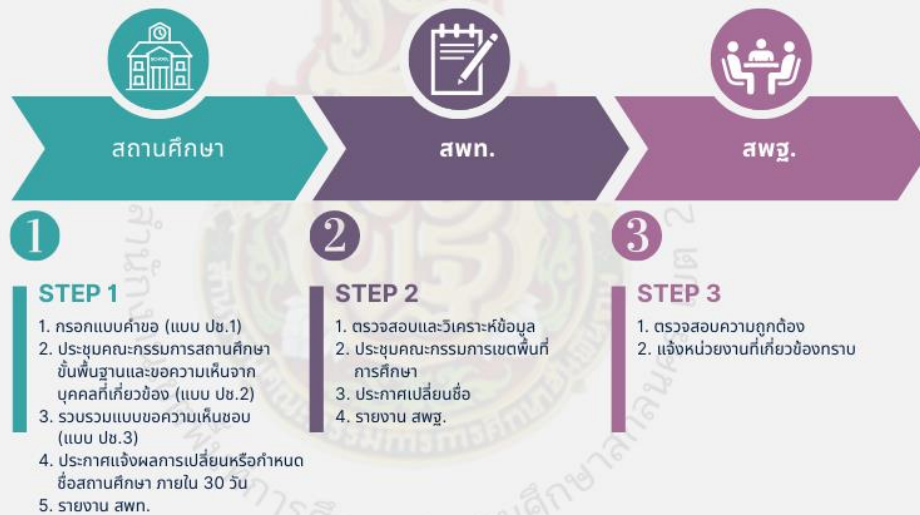 สถานศึกษา
สพท.
สพฐ.
1
STEP 1
1. กรอกแบบคำขอ (แบบ ปช.1)
2. ประชุมคณะกรรมการสถานศึกษา
ขั้นพื้นฐานและขอความเห็นจาก
บุคคลที่เกี่ยวข้อง (แบบ ปช.2)
3. รวบรวมแบบขอความเห็นชอบ
(แบบ ปช.3)
4. ประกาศแจ้งผลการเปลี่ยนหรือกำหนด
ชื่อสถานศึกษา ภายใน 30 วัน
5. รายงาน สพท.
2
STEP 2
1. ตรวจสอบและวิเคราะห์ข้อมูล
2. ประชุมคณะกรรมการเขตพื้นที่
การศึกษา
3. ประกาศเปลี่ยนชื่อ
4. รายงาน สพฐ.
3
STEP 3
1. ตรวจสอบความถูกต้อง
2. แจ้งหน่วยงานที่เกี่ยวข้องทราบ